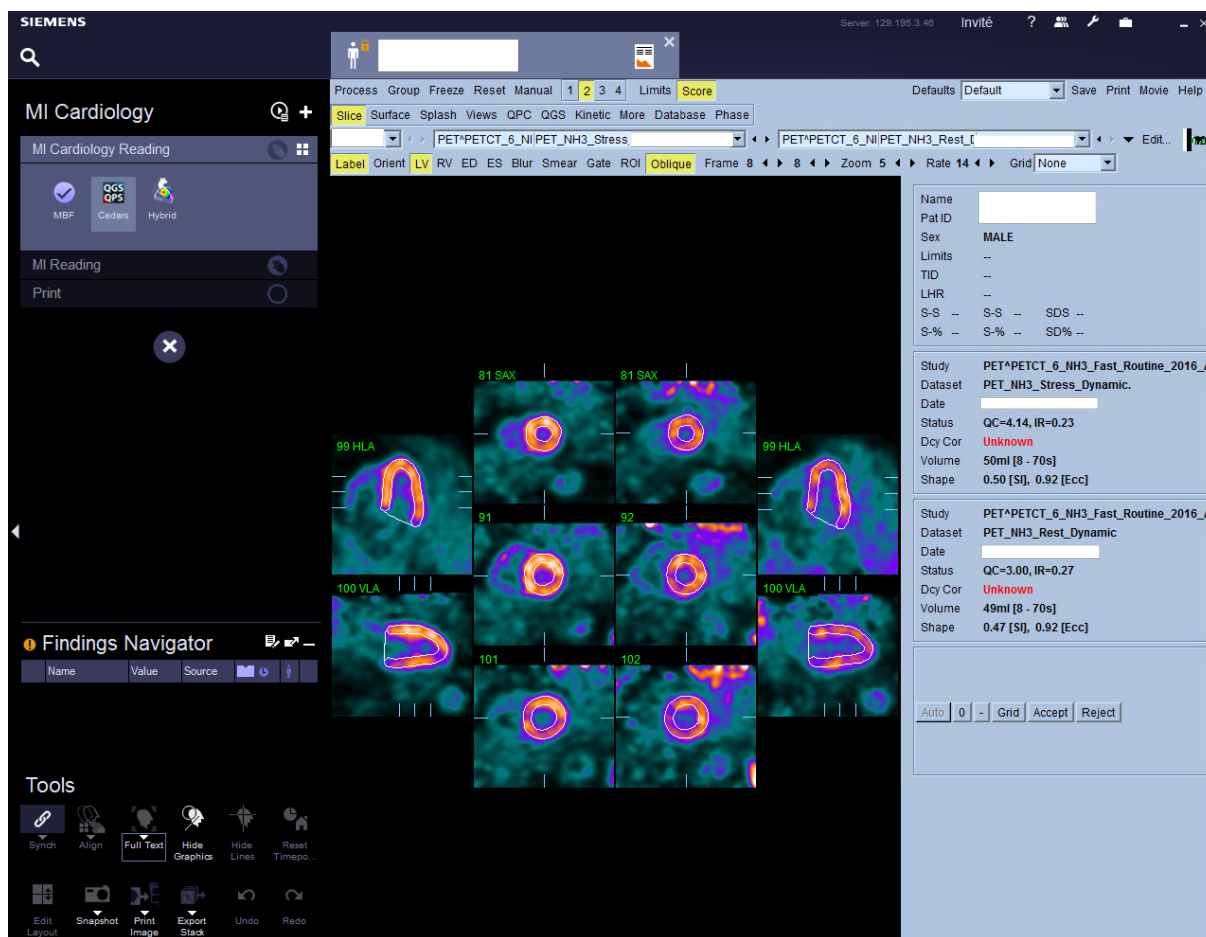 SIEMENS
Server: 129.195.3.46 Invité ?
MI Cardiology
MI Cardiology Reading
MBF
QGS
QPS
Cedars
Hybrid
MI Reading
Print
Process Group Freeze Reset Manual 1 2 3 4 Limits Score
Defaults Default Save Print Movie Help
Slice Surface Splash Views QPC QGS Kinetic More Database Phase
PET^PETCT_6_NI PET_NH3_Stress_ PET^PETCT_6_NI PET_NH3_Rest_ Edit...
Label Orient LV RV ED ES Blur Smear Gate ROI Oblique Frame 8 8 Zoom 5 Rate 14 Grid None
81 SAX
81 SAX
99 HLA
99 HLA
91
92
100 VLA
100 VLA
101
102
Name
Pat ID
Sex MALE
Limits --
TID --
LHR --
S-S -- S-S -- SDS --
S-% -- S-% -- SD% --
Study PET^PETCT_6_NH3_Fast_Routine_2016_
Dataset PET_NH3_Stress_Dynamic.
Date
Status QC=4.14, IR=0.23
Dcy Cor Unknown
Volume 50ml [8 - 70s]
Shape 0.50 [SI], 0.92 [Ecc]
Study PET^PETCT_6_NH3_Fast_Routine_2016_
Dataset PET_NH3_Rest_Dynamic
Date
Status QC=3.00, IR=0.27
Dcy Cor Unknown
Volume 49ml [8 - 70s]
Shape 0.47 [SI], 0.92 [Ecc]
Auto 0 - Grid Accept Reject
Findings Navigator
Name Value Source
Tools
Synch
Align
Full Text
Hide
Graphics
Hide
Lines
Reset
Timepo...
Edit
Layout
Snapshot
Print
Image
Export
Stack
Undo
Redo